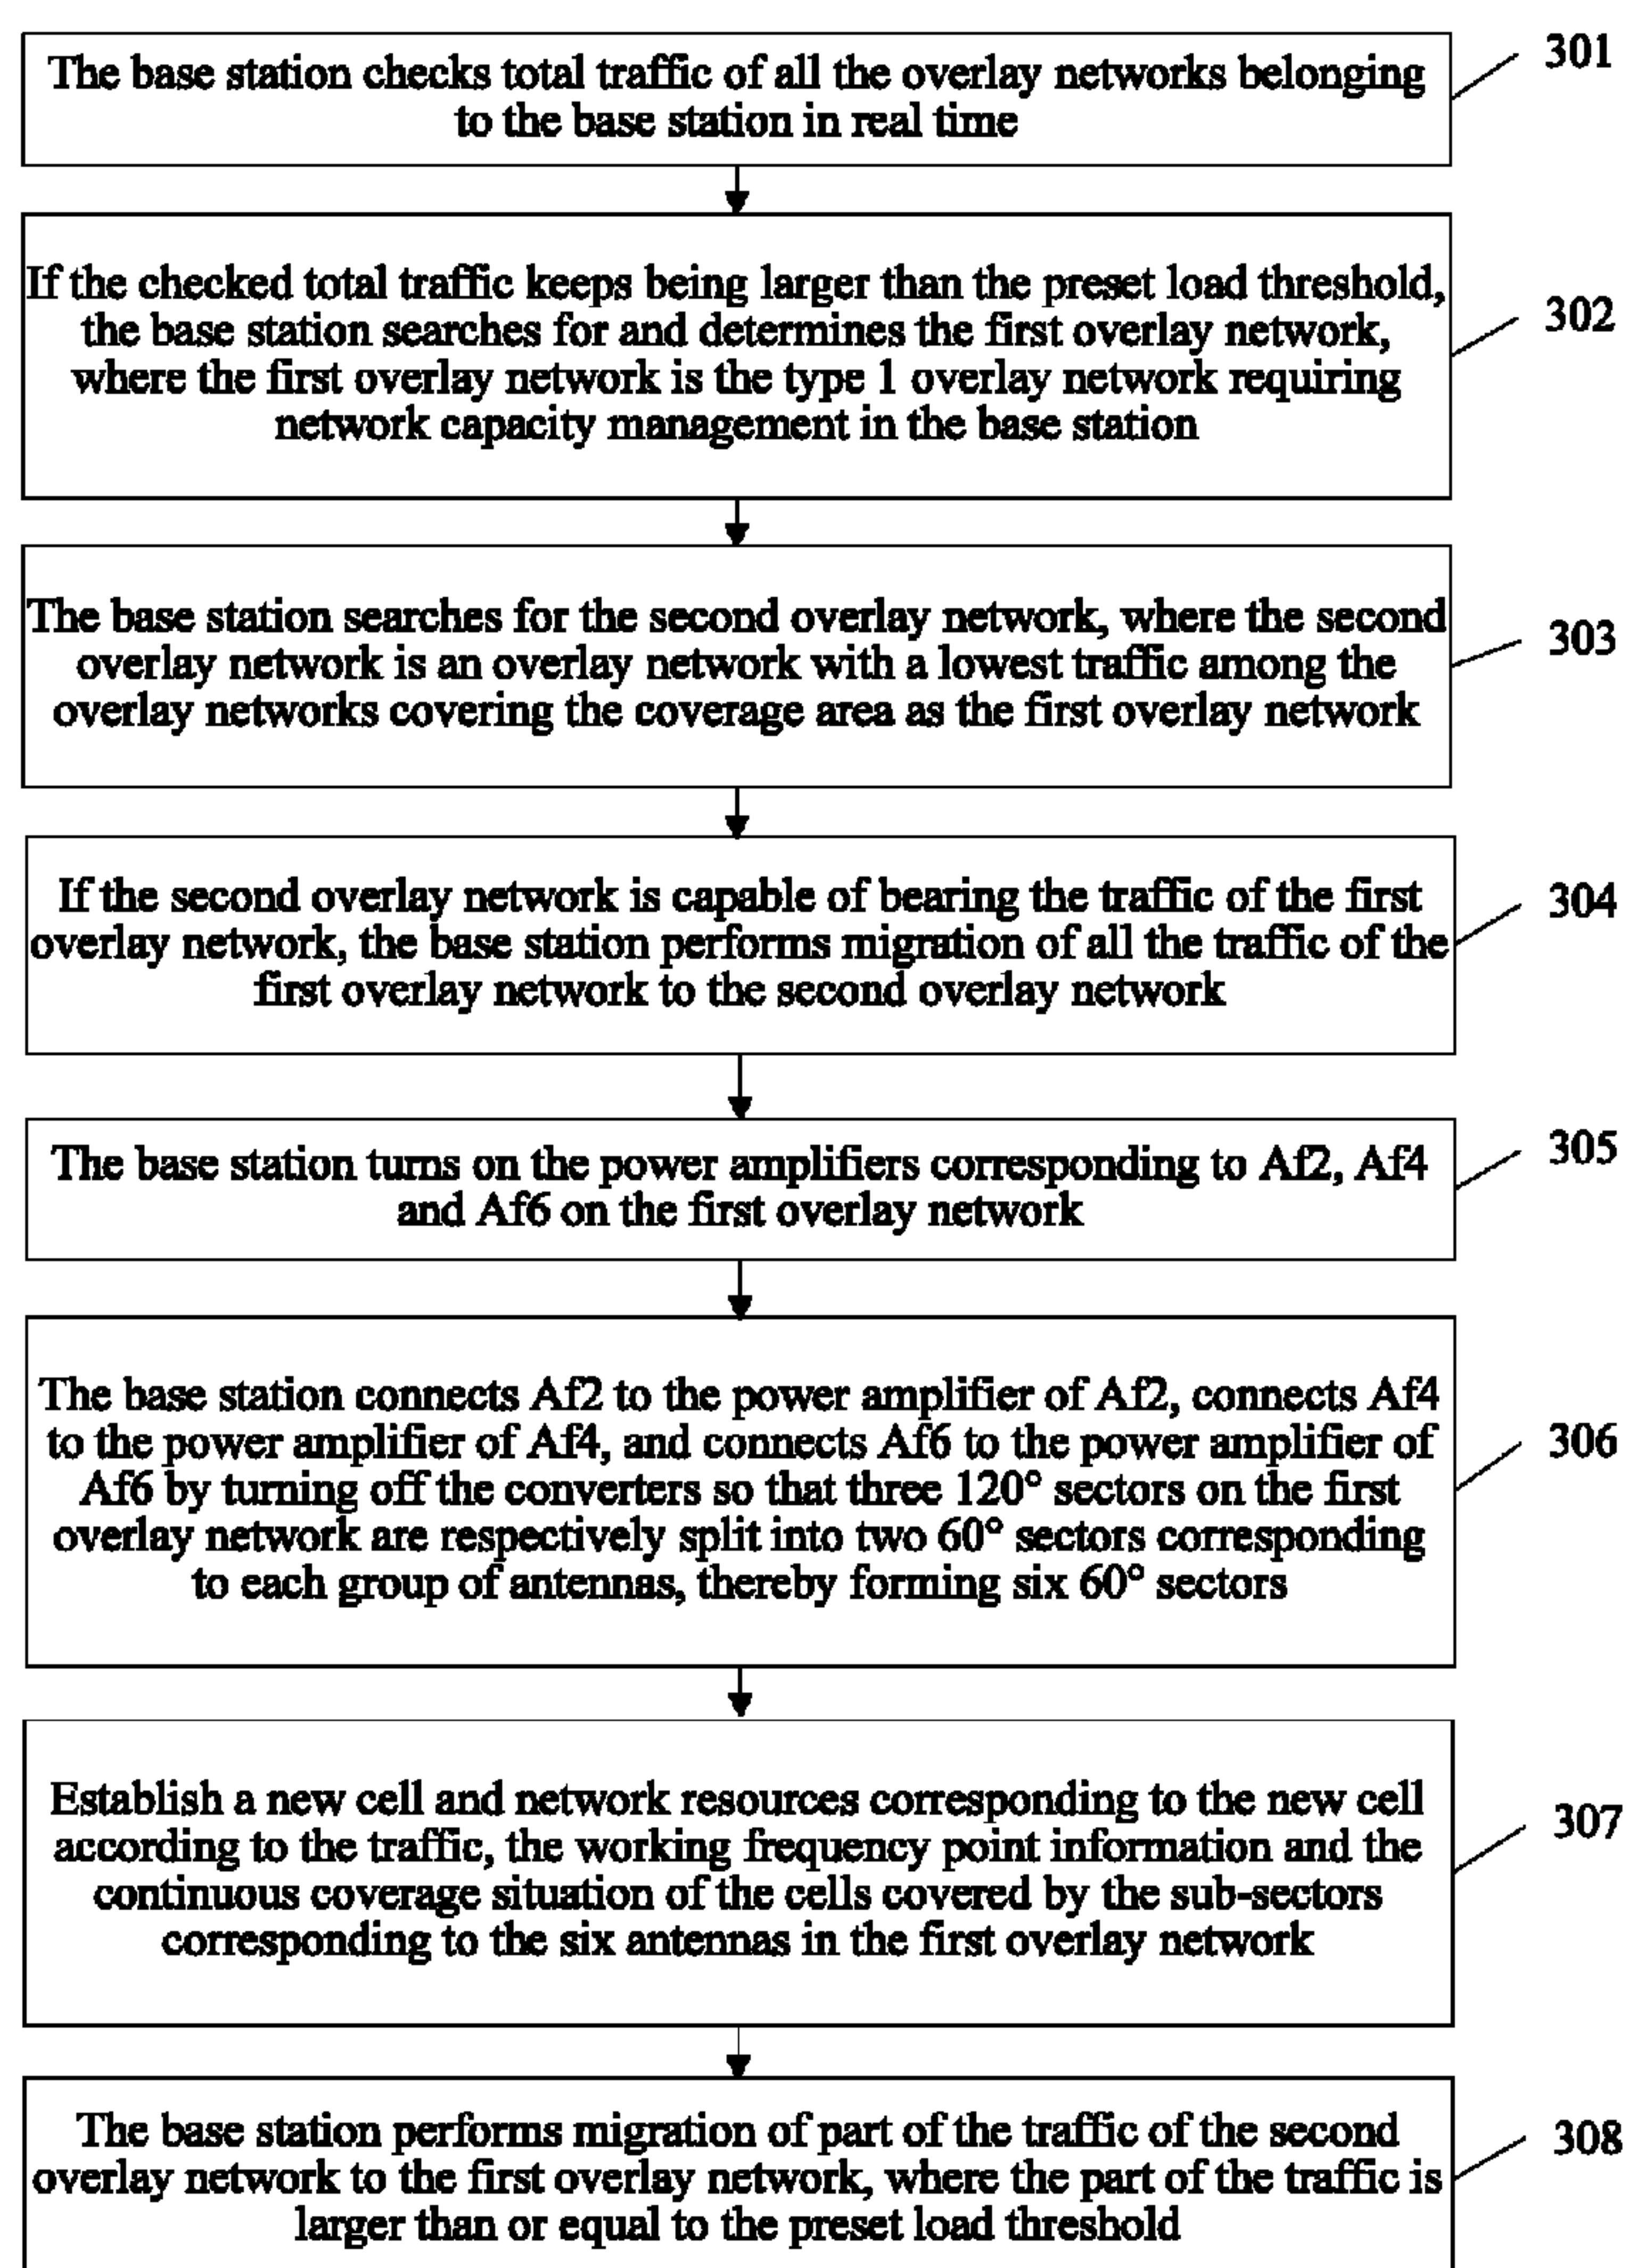 The base station checks total traffic of all the overlay networks belonging
to the base station in real time
301
If the checked total traffic keeps being larger than the preset load threshold,
the base station searches for and determines the first overlay network,
where the first overlay network is the type 1 overlay network requiring
network capacity management in the base station
302
The base station searches for the second overlay network, where the second
overlay network is an overlay network with a lowest traffic among the
overlay networks covering the coverage area as the first overlay network
303
If the second overlay network is capable of bearing the traffic of the first
overlay network, the base station performs migration of all the traffic of the
first overlay network to the second overlay network
304
The base station turns on the power amplifiers corresponding to Af2, Af4
and Af6 on the first overlay network
305
The base station connects Af2 to the power amplifier of Af2, connects Af4
to the power amplifier of Af4, and connects Af6 to the power amplifier of
Af6 by turning off the converters so that three 120° sectors on the first
overlay network are respectively split into two 60° sectors corresponding
to each group of antennas, thereby forming six 60° sectors
306
Establish a new cell and network resources corresponding to the new cell
according to the traffic, the working frequency point information and the
continuous coverage situation of the cells covered by the sub-sectors
corresponding to the six antennas in the first overlay network
307
The base station performs migration of part of the traffic of the second
overlay network to the first overlay network, where the part of the traffic is
larger than or equal to the preset load threshold
308